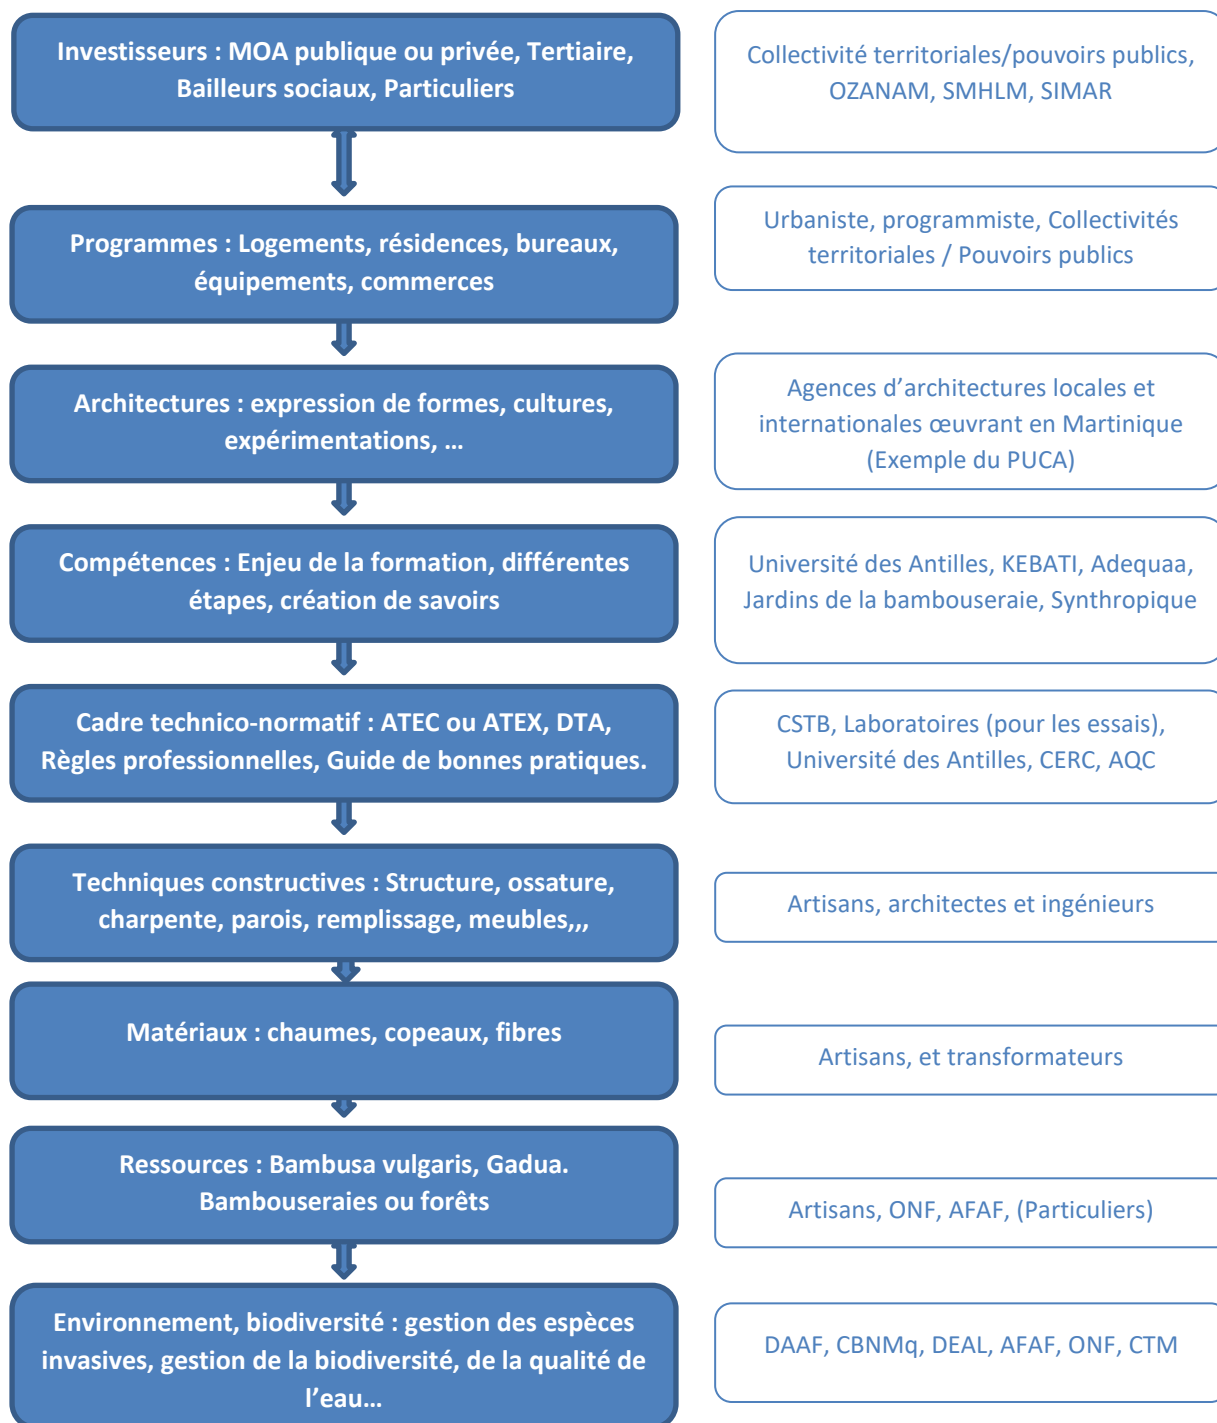 Investisseurs : MOA publique ou privée, Tertiaire,
Bailleurs sociaux, Particuliers
Collectivité territoriales/pouvoirs publics,
OZANAM, SMHLM, SIMAR
Programmes : Logements, résidences, bureaux,
équipements, commerces
Urbaniste, programmiste, Collectivités
territoriales / Pouvoirs publics
Architectures : expression de formes, cultures,
expérimentations, …
Agences d’architectures locales et
internationales œuvrant en Martinique
(Exemple du PUCA)
Compétences : Enjeu de la formation, différentes
étapes, création de savoirs
Université des Antilles, KEBATI, Adequaa,
Jardins de la bambouseraie, Synthropique
Cadre technico-normatif : ATEC ou ATEX, DTA,
Règles professionnelles, Guide de bonnes pratiques.
CSTB, Laboratoires (pour les essais),
Université des Antilles, CERC, AQC
Techniques constructives : Structure, ossature,
charpente, parois, remplissage, meubles,,,
Artisans, architectes et ingénieurs
Matériaux : chaumes, copeaux, fibres
Artisans, et transformateurs
Ressources : Bambusa vulgaris, Gadua.
Bambouseraies ou forêts
Artisans, ONF, AFAF, (Particuliers)
Environnement, biodiversité : gestion des espèces
invasives, gestion de la biodiversité, de la qualité de
l’eau…
DAAF, CBNMq, DEAL, AFAF, ONF, CTM